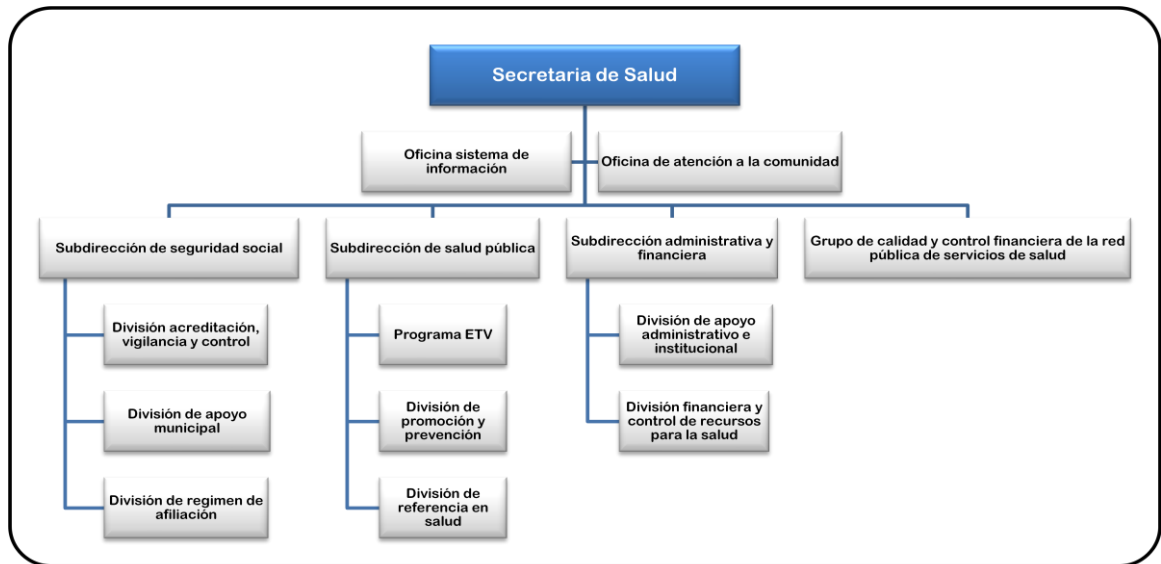 Secretaria de Salud
Oficina sistema de
información
Oficina de atención a la comunidad
Subdirección de seguridad social
Subdirección de salud pública
Subdirección administrativa y
financiera
Grupo de calidad y control financiera de la red
pública de servicios de salud
División acreditación,
vigilancia y control
División de apoyo
municipal
División de regimen de
afiliación
Programa ETV
División de
promoción y
prevención
División de
referencia en
salud
División de apoyo
administrativo e
institucional
División financiera y
control de recursos
para la salud